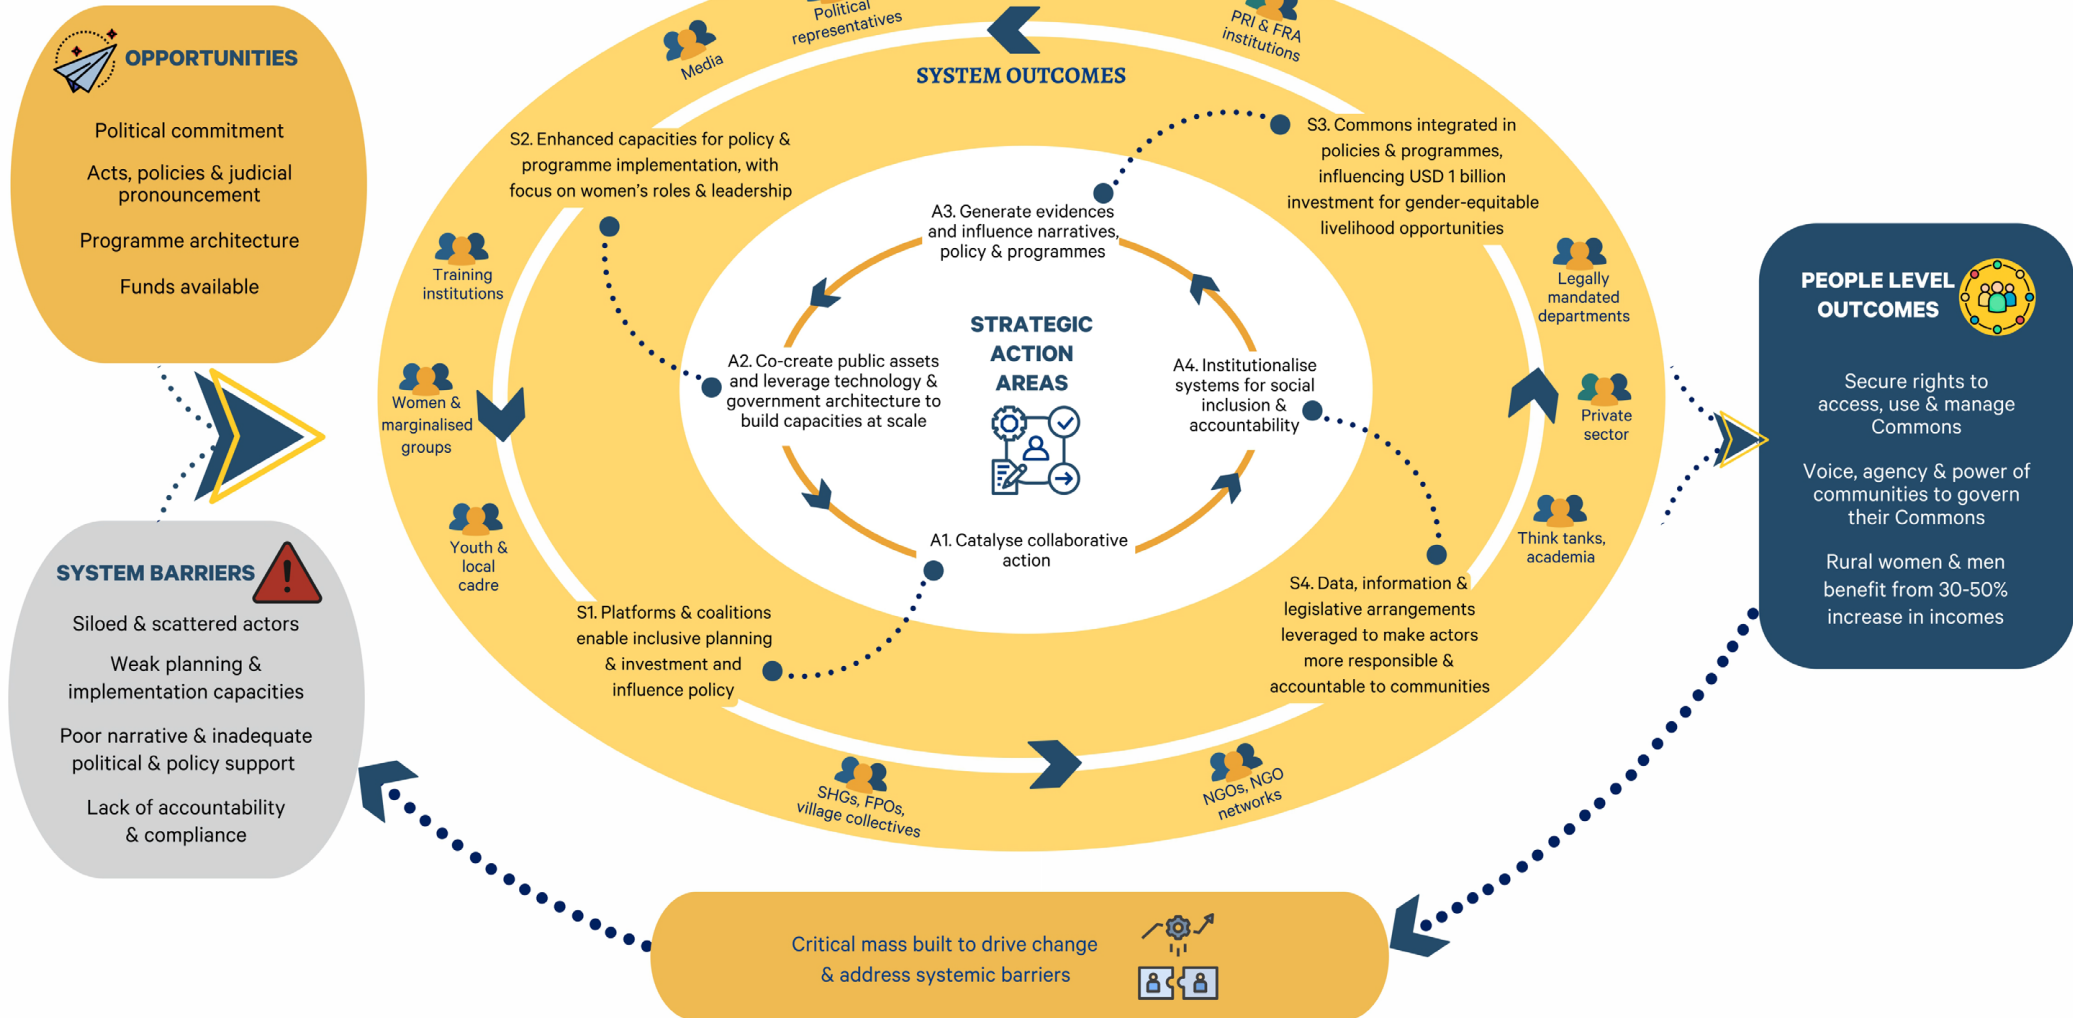 OPPORTUNITIES
Political commitment
Acts, policies & judicial
pronouncement
Programme architecture
Funds available
SYSTEM BARRIERS
Siloed & scattered actors
Weak planning &
implementation capacities
Poor narrative & inadequate
political & policy support
Lack of accountability
& compliance
Media
Political
representatives
PRI & FRA
institutions
SYSTEM OUTCOMES
S2. Enhanced capacities for policy &
programme implementation, with
focus on women's roles & leadership
S3. Commons integrated in
policies & programmes,
influencing USD 1 billion
investment for gender-equitable
livelihood opportunities
Training
institutions
Women &
marginalised
groups
Youth &
local
cadre
A3. Generate evidences
and influence narratives,
policy & programmes
STRATEGIC
ACTION
AREAS
A2. Co-create public assets
and leverage technology &
government architecture to
build capacities at scale
A4. Institutionalise
systems for social
inclusion &
accountability
A1. Catalyse collaborative
action
S1. Platforms & coalitions
enable inclusive planning
& investment and
influence policy
S4. Data, information &
legislative arrangements
leveraged to make actors
more responsible &
accountable to communities
Legally
mandated
departments
Private
sector
Think tanks,
academia
SHGs, FPOs,
village collectives
NGOs, NGO
networks
PEOPLE LEVEL
OUTCOMES
Secure rights to
access, use & manage
Commons
Voice, agency & power of
communities to govern
their Commons
Rural women & men
benefit from 30-50%
increase in incomes
Critical mass built to drive change
& address systemic barriers